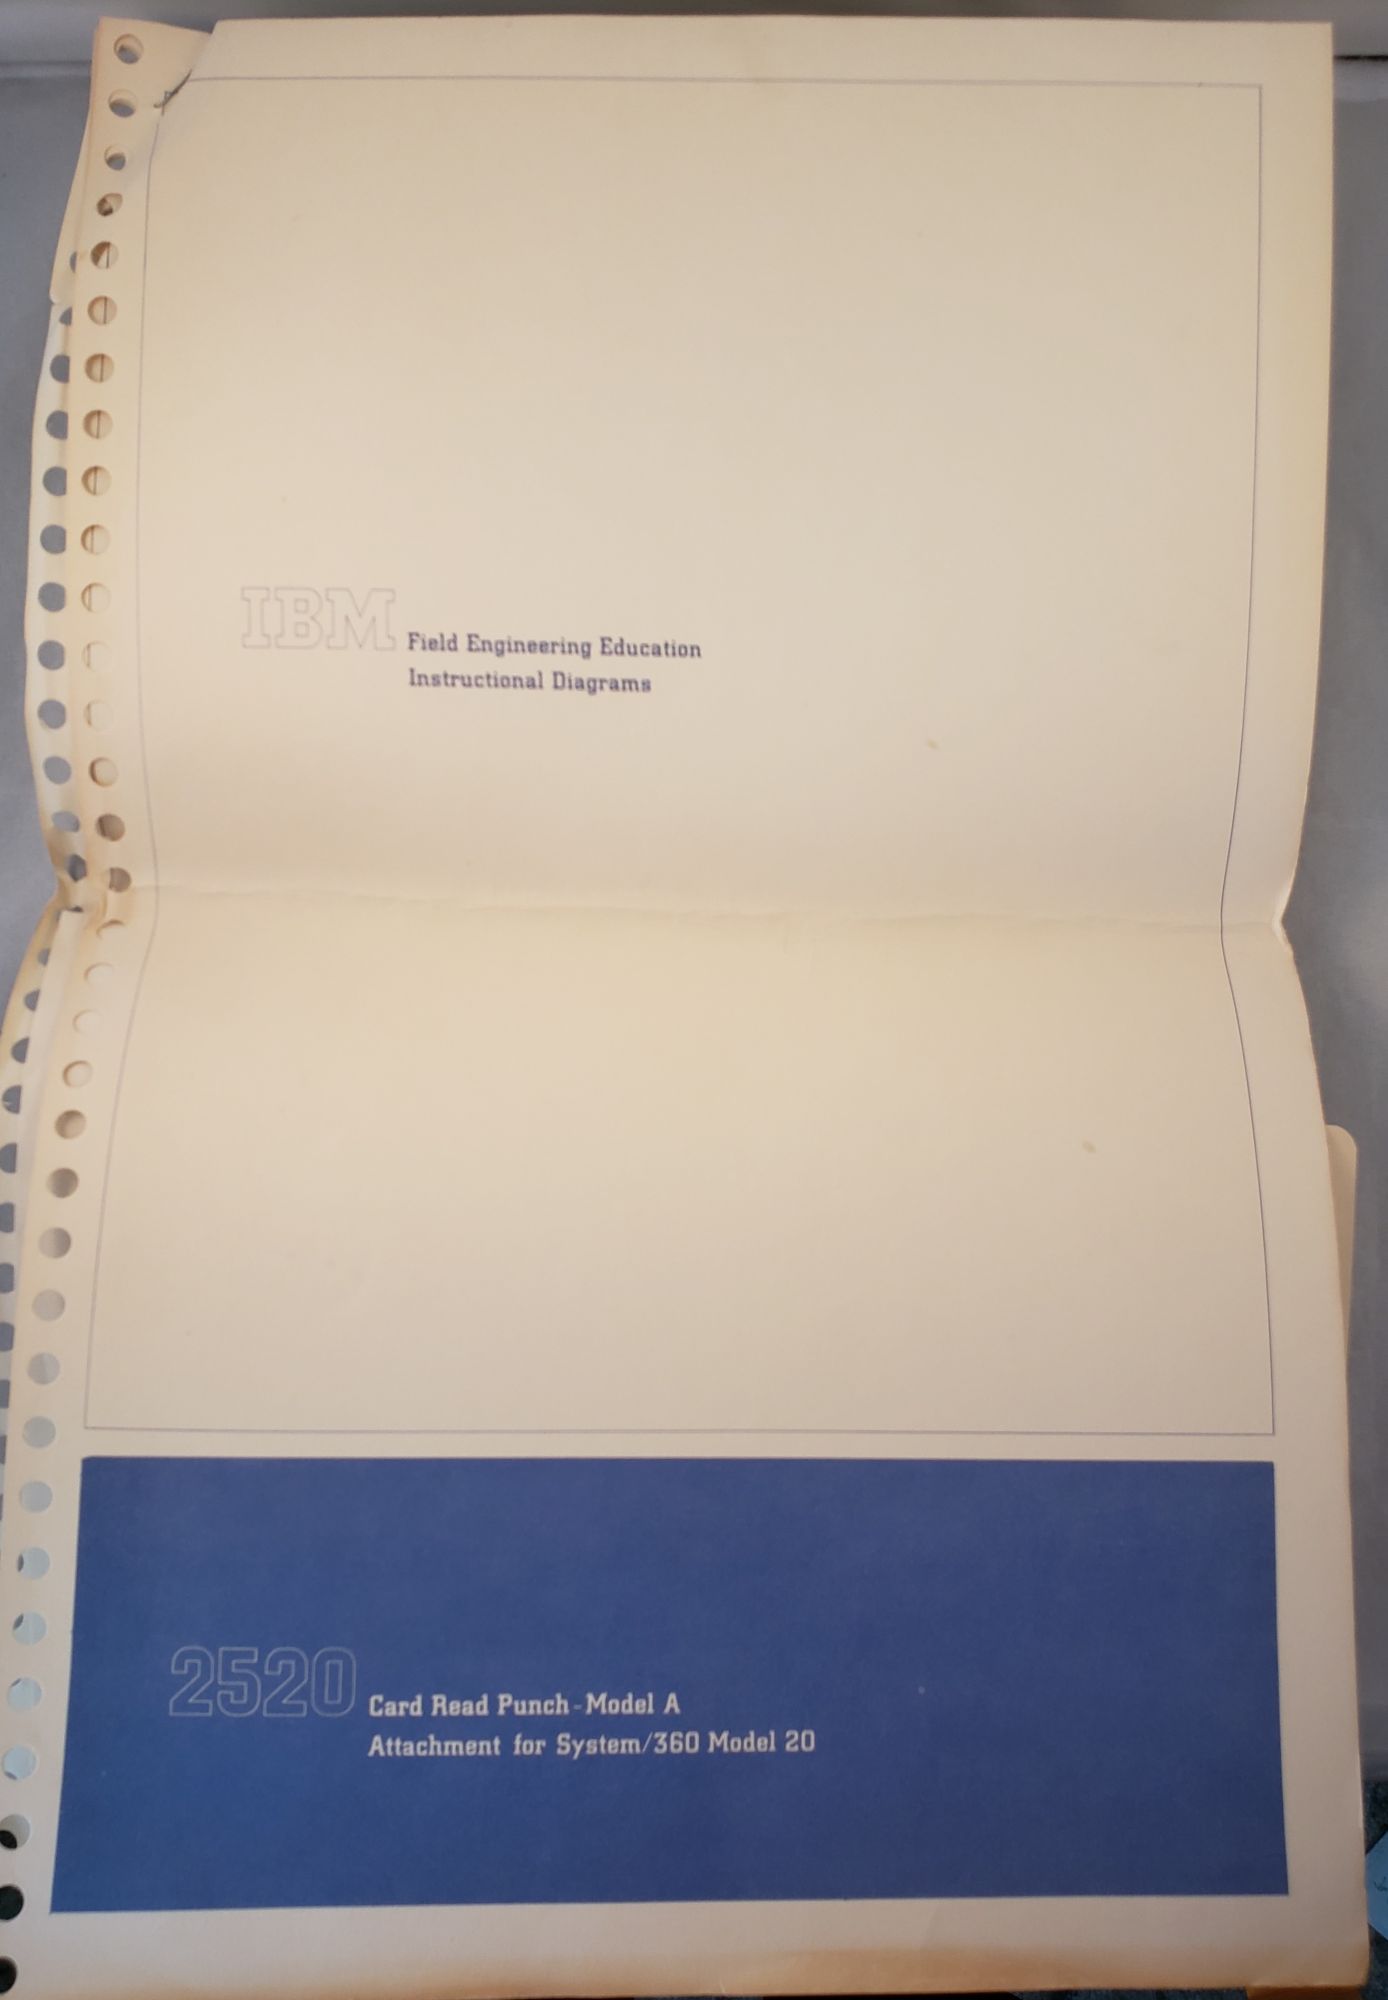 IBM Field Engineering Education
Instructional Diagrams
2520 Card Read Punch - Model A
Attachment for System/360 Model 20